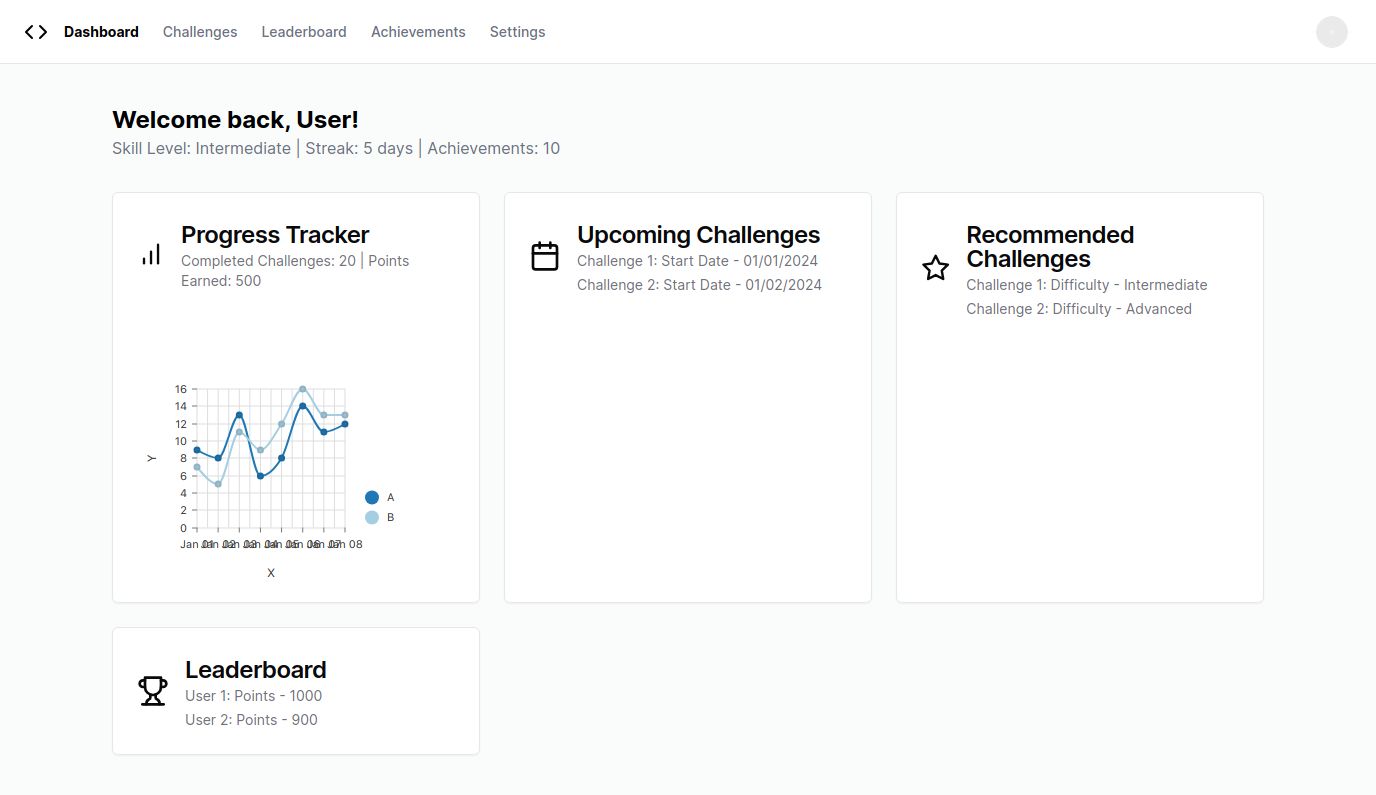 Dashboard Challenges Leaderboard Achievements Settings
Welcome back, User!
Skill Level: Intermediate | Streak: 5 days | Achievements: 10
Progress Tracker
Completed Challenges: 20 | Points
Earned: 500
16
14
12
10
8
6
4
2
0
Y
Jan 01 Jan 02 Jan 03 Jan 04 Jan 05 Jan 06 Jan 07 Jan 08
X
A
B
Upcoming Challenges
Challenge 1: Start Date - 01/01/2024
Challenge 2: Start Date - 01/02/2024
Recommended
Challenges
Challenge 1: Difficulty - Intermediate
Challenge 2: Difficulty - Advanced
Leaderboard
User 1: Points - 1000
User 2: Points - 900